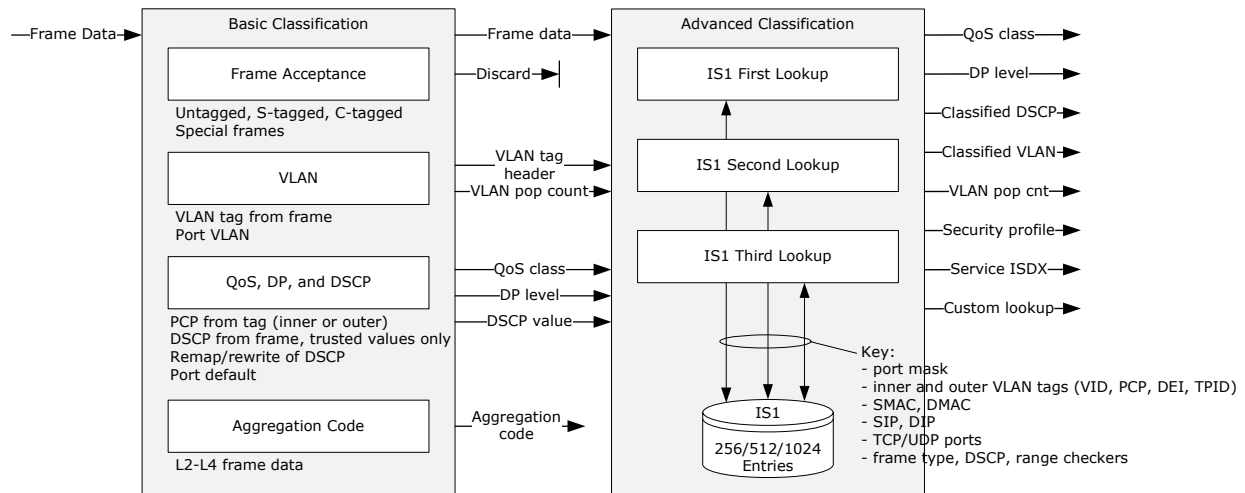 Basic Classification
Advanced Classification
Frame Data
Frame data
QoS class
Frame Acceptance
Discard
IS1 First Lookup
DP level
Untagged, S-tagged, C-tagged
Special frames
Classified DSCP
VLAN
VLAN tag
header
VLAN pop count
IS1 Second Lookup
Classified VLAN
VLAN pop cnt
VLAN tag from frame
Port VLAN
Security profile
QoS, DP, and DSCP
QoS class
DP level
DSCP value
IS1 Third Lookup
Service ISDX
Custom lookup
PCP from tag (inner or outer)
DSCP from frame, trusted values only
Remap/rewrite of DSCP
Port default
Key:
- port mask
- inner and outer VLAN tags (VID, PCP, DEI, TPID)
- SMAC, DMAC
- SIP, DIP
- TCP/UDP ports
- frame type, DSCP, range checkers
Aggregation Code
Aggregation
code
IS1
256/512/1024
Entries
L2-L4 frame data